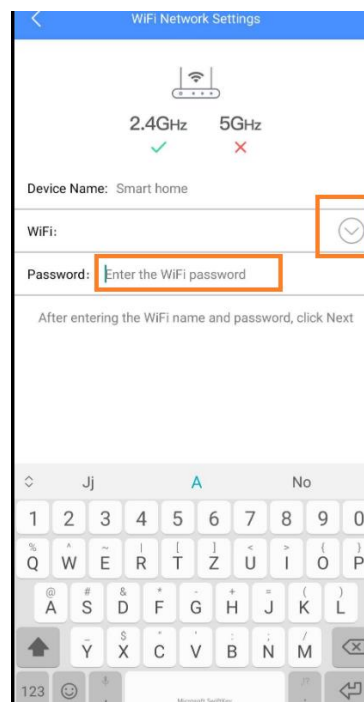 WiFi Network Settings
2.4GHz 5GHz
Device Name: Smart home
WiFi:
Password: Enter the WiFi password
After entering the WiFi name and password, click Next
Jj A No
1 2 3 4 5 6 7 8 9 0
% ^ ~ | [ ] < > { }
Q W E R T Z U I O P
@ # & * - + = ( )
A S D F G H J K L
_ $ " ' : ; /
Y X C V B N M
123 Microsoft SwiftKey